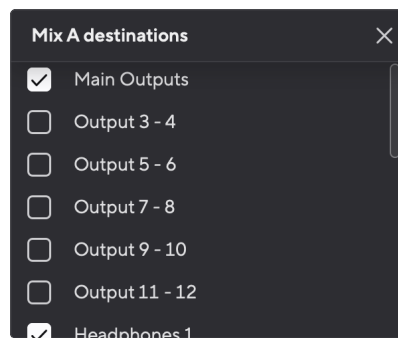 Mix A destinations
Main Outputs
Output 3 - 4
Output 5 - 6
Output 7 - 8
Output 9 - 10
Output 11 - 12
Headphones 1